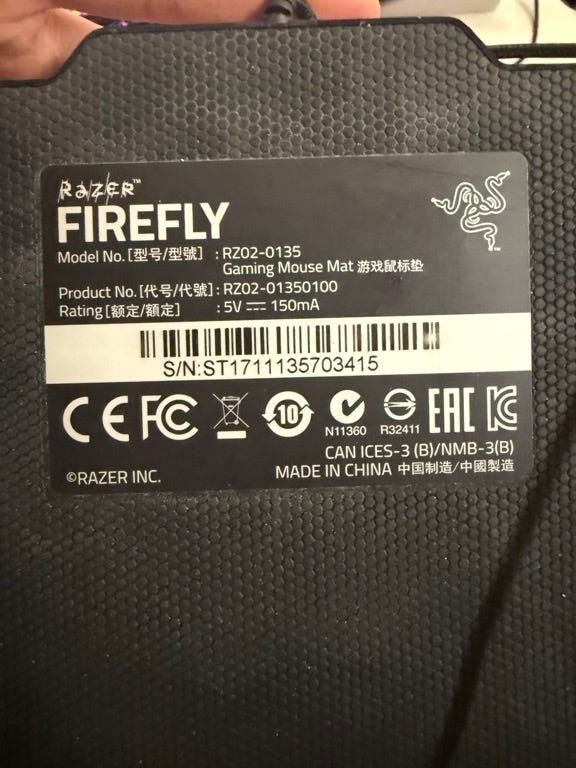 RAZER™
FIREFLY
Model No. [型号/型號] : RZ02-0135
Gaming Mouse Mat 游戏鼠标垫
Product No. [代号/代號] : RZ02-01350100
Rating [额定/額定] : 5V ⎓ 150mA
S/N:ST1711135703415
CE FC 10 N11360 R32411 EAC KC
CAN ICES-3 (B)/NMB-3(B)
©RAZER INC. MADE IN CHINA 中国制造/中國製造